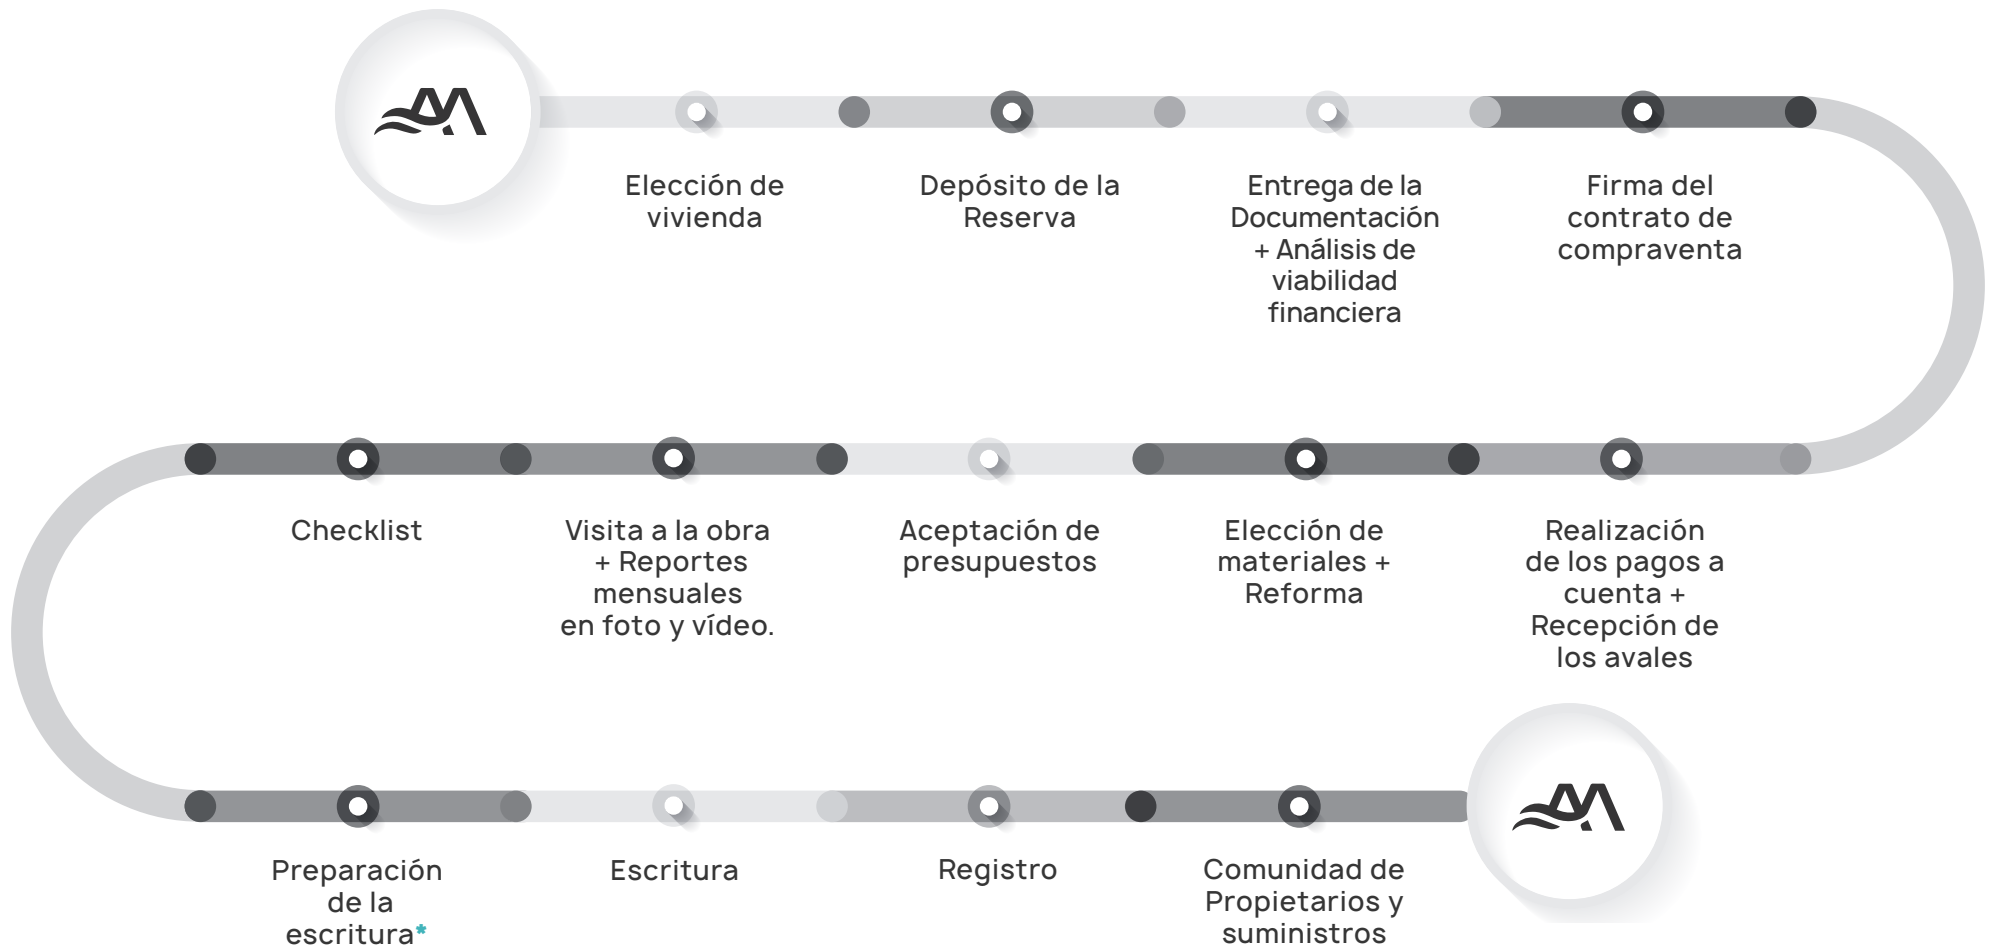 Elección de
vivienda
Depósito de la
Reserva
Entrega de la
Documentación
+ Análisis de
viabilidad
financiera
Firma del
contrato de
compraventa
Realización
de los pagos a
cuenta +
Recepción de
los avales
Elección de
materiales +
Reforma
Aceptación de
presupuestos
Visita a la obra
+ Reportes
mensuales
en foto y vídeo.
Checklist
Preparación
de la
escritura*
Escritura
Registro
Comunidad de
Propietarios y
suministros